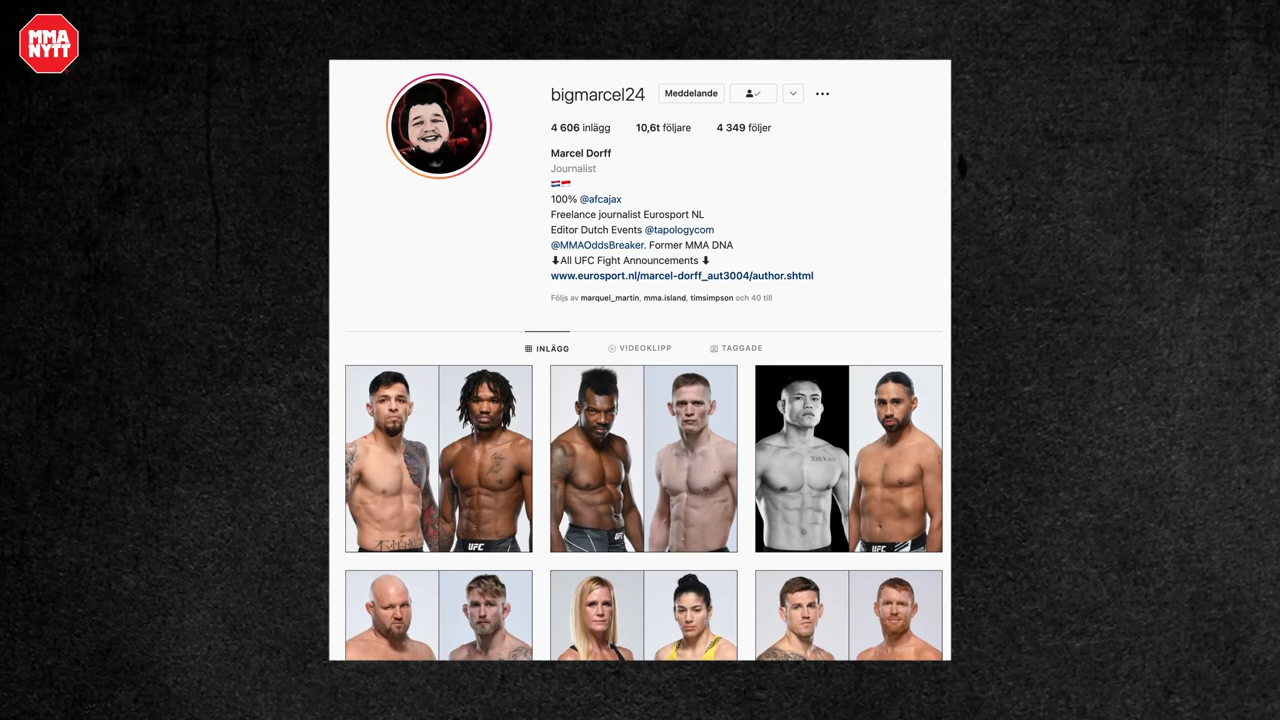 MMA
NYTT
bigmarcel24 Meddelande
4 606 inlägg 10,6t följare 4 349 följer
Marcel Dorff
Journalist
100% @afcajax
Freelance journalist Eurosport NL
Editor Dutch Events @tapologycom
@MMAOddsBreaker. Former MMA DNA
⬇All UFC Fight Announcements ⬇
www.eurosport.nl/marcel-dorff_aut3004/author.shtml
Följs av marquel_martin, mma.island, timsimpson och 40 till
INLÄGG VIDEOKLIPP TAGGADE
UFC
UFC
UFC